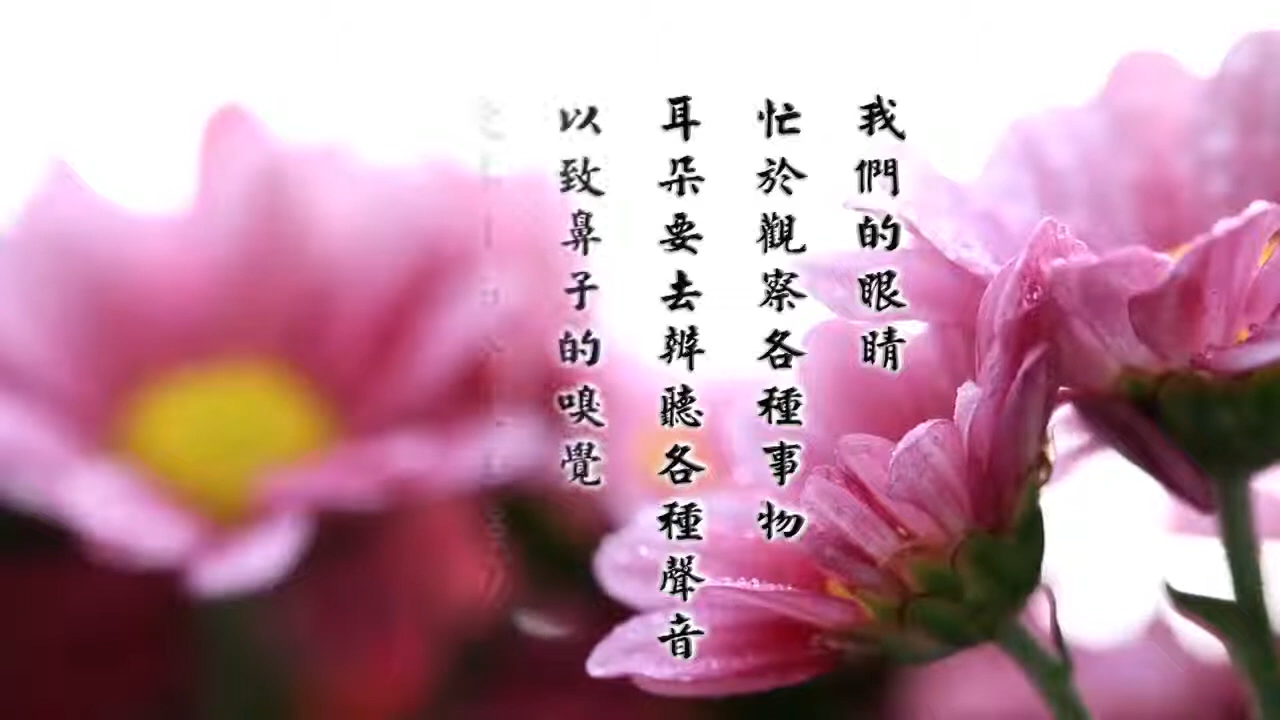 我們的眼睛
忙於觀察各種事物
耳朵要去辨聽各種聲音
以致鼻子的嗅覺